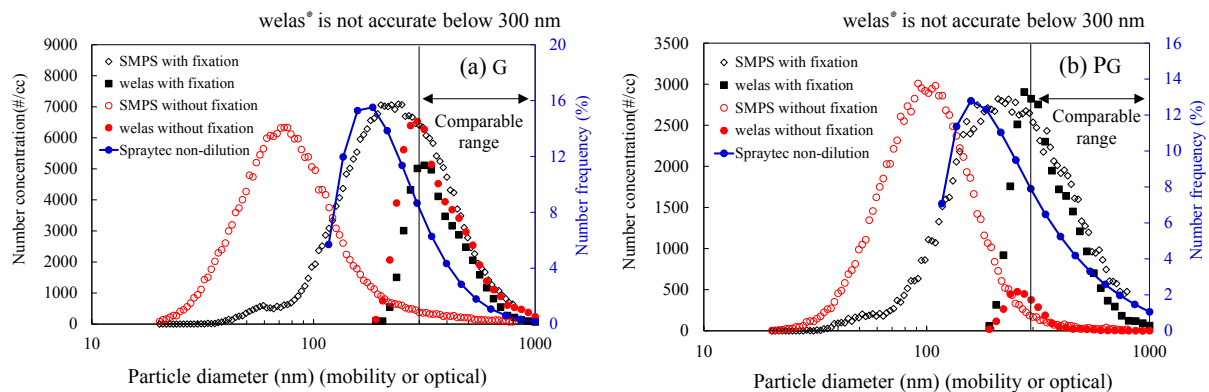 welas® is not accurate below 300 nm
9000
8000
7000
6000
5000
4000
3000
2000
1000
0
Number concentration(#/cc)
SMPS with fixation
welas with fixation
SMPS without fixation
welas without fixation
Spraytec non-dilution
(a) G
Comparable
range
20
16
12
8
4
0
Number frequency (%)
10
100
1000
Particle diameter (nm) (mobility or optical)
welas® is not accurate below 300 nm
3500
3000
2500
2000
1500
1000
500
0
Number concentration (#/cc)
SMPS with fixation
welas with fixation
SMPS without fixation
welas without fixation
Spraytec non-dilution
(b) PG
Comparable
range
16
14
12
10
8
6
4
2
0
Number frequency (%)
10
100
1000
Particle diameter (nm) (mobility or optical)